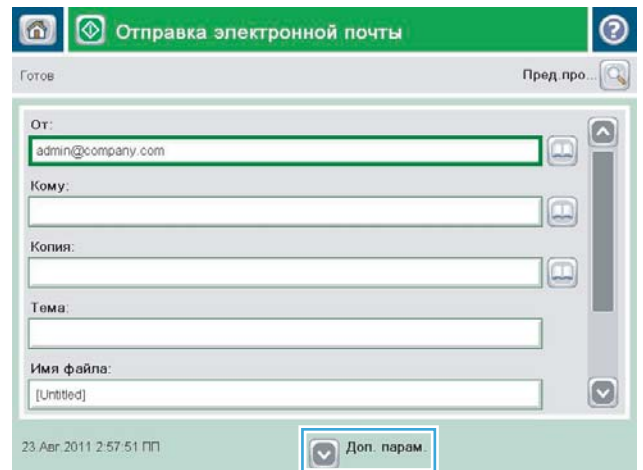 Отправка электронной почты
Готов
Пред.про...
От:
admin@company.com
Кому:
Копия:
Тема:
Имя файла:
[Untitled]
23 Авг.2011 2:57:51 ПП
Доп. парам.